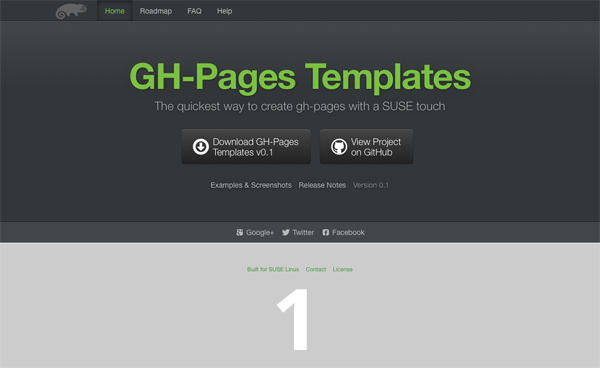 Home Roadmap FAQ Help
GH-Pages Templates
The quickest way to create gh-pages with a SUSE touch
Download GH-Pages
Templates v0.1
View Project
on GitHub
Examples & Screenshots Release Notes Version 0.1
Google+ Twitter Facebook
Built for SUSE Linus Contact License
1